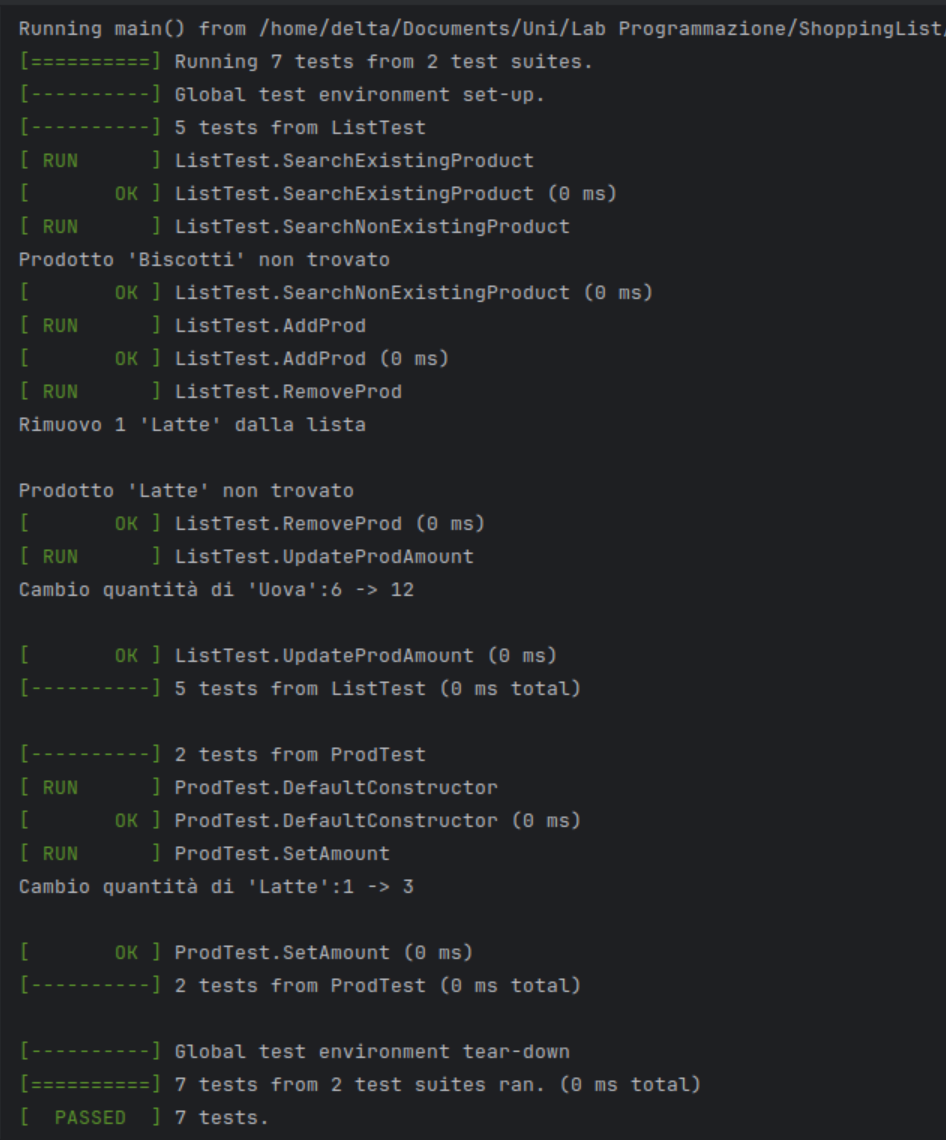 Running main() from /home/delta/Documents/Uni/Lab Programmazione/ShoppingList/
[==========] Running 7 tests from 2 test suites.
[----------] Global test environment set-up.
[----------] 5 tests from ListTest
[ RUN      ] ListTest.SearchExistingProduct
[       OK ] ListTest.SearchExistingProduct (0 ms)
[ RUN      ] ListTest.SearchNonExistingProduct
Prodotto 'Biscotti' non trovato
[       OK ] ListTest.SearchNonExistingProduct (0 ms)
[ RUN      ] ListTest.AddProd
[       OK ] ListTest.AddProd (0 ms)
[ RUN      ] ListTest.RemoveProd
Rimuovo 1 'Latte' dalla lista
Prodotto 'Latte' non trovato
[       OK ] ListTest.RemoveProd (0 ms)
[ RUN      ] ListTest.UpdateProdAmount
Cambio quantità di 'Uova':6 -> 12
[       OK ] ListTest.UpdateProdAmount (0 ms)
[----------] 5 tests from ListTest (0 ms total)
[----------] 2 tests from ProdTest
[ RUN      ] ProdTest.DefaultConstructor
[       OK ] ProdTest.DefaultConstructor (0 ms)
[ RUN      ] ProdTest.SetAmount
Cambio quantità di 'Latte':1 -> 3
[       OK ] ProdTest.SetAmount (0 ms)
[----------] 2 tests from ProdTest (0 ms total)
[----------] Global test environment tear-down
[==========] 7 tests from 2 test suites ran. (0 ms total)
[  PASSED  ] 7 tests.